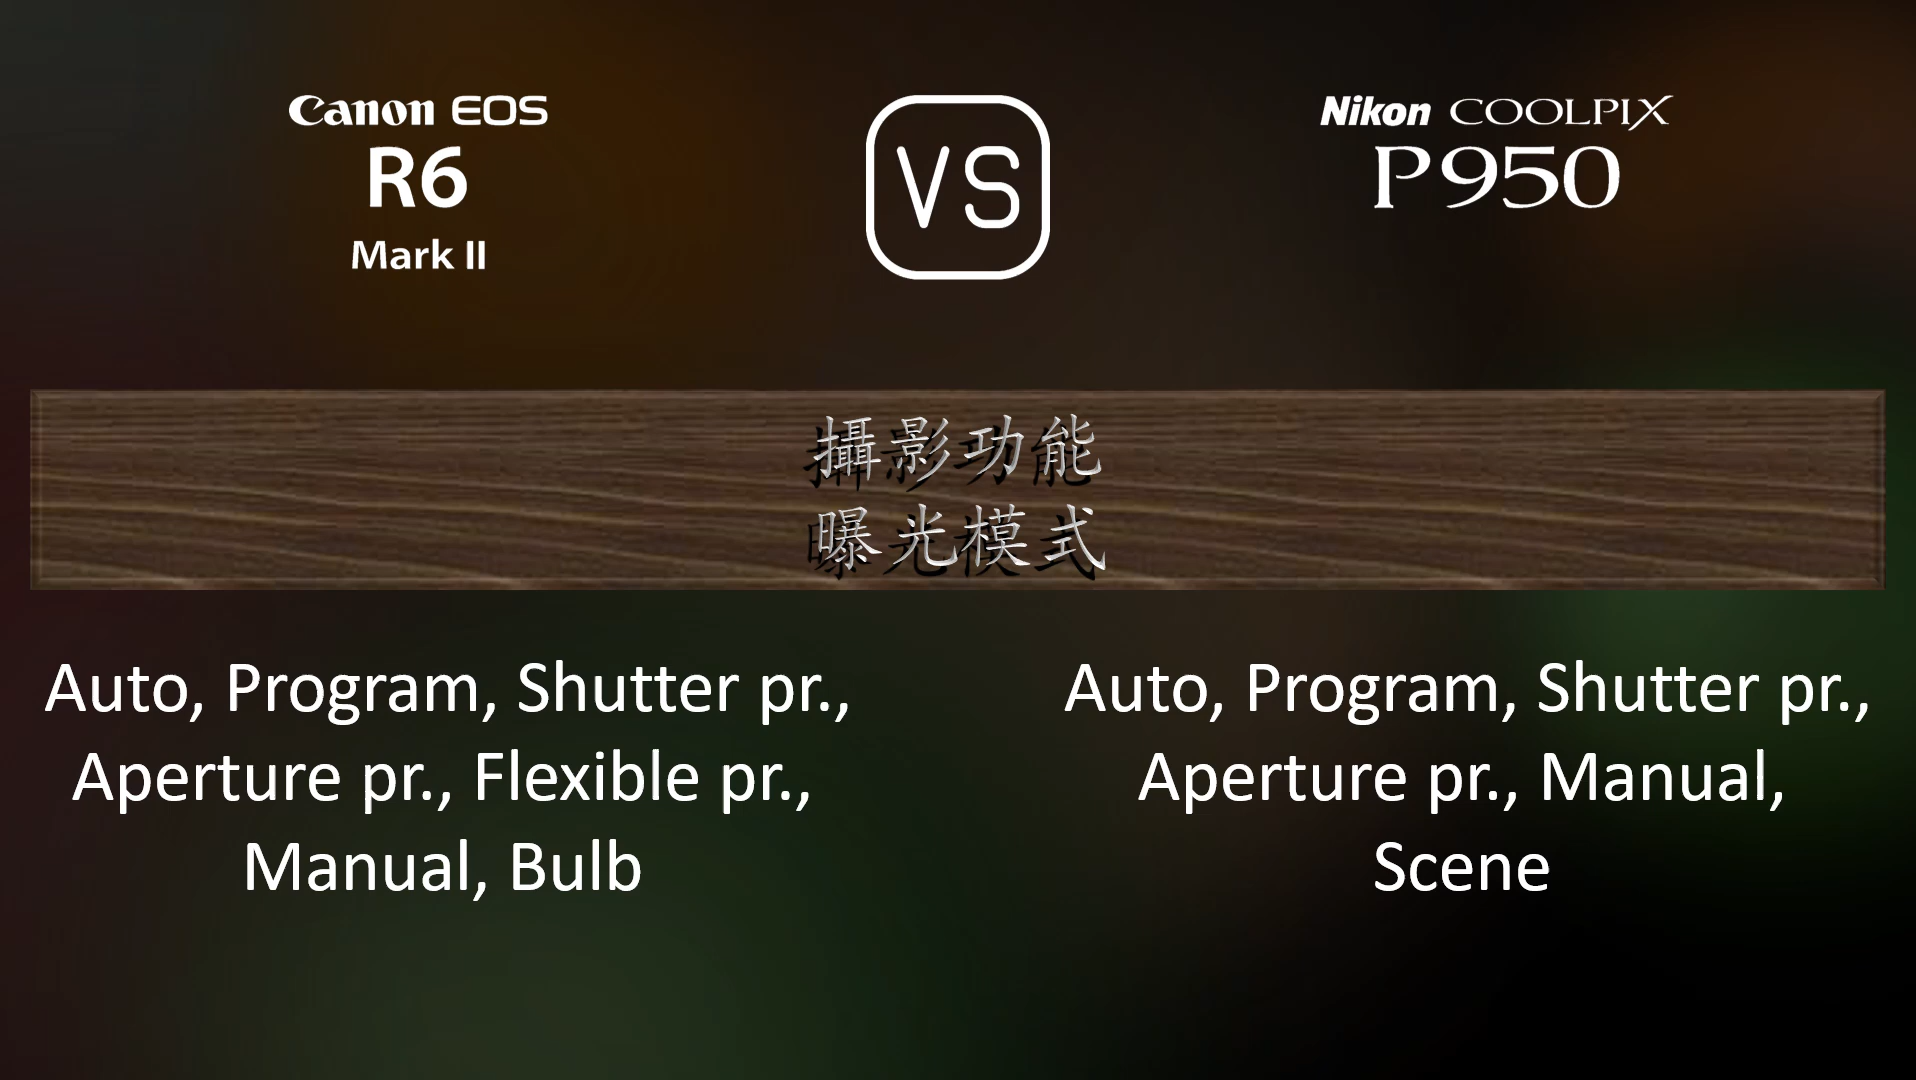 Canon EOS
R6
Mark II
VS
Nikon COOLPIX
P950
攝影功能
曝光模式
Auto, Program, Shutter pr.,
Aperture pr., Flexible pr.,
Manual, Bulb
Auto, Program, Shutter pr.,
Aperture pr., Manual,
Scene